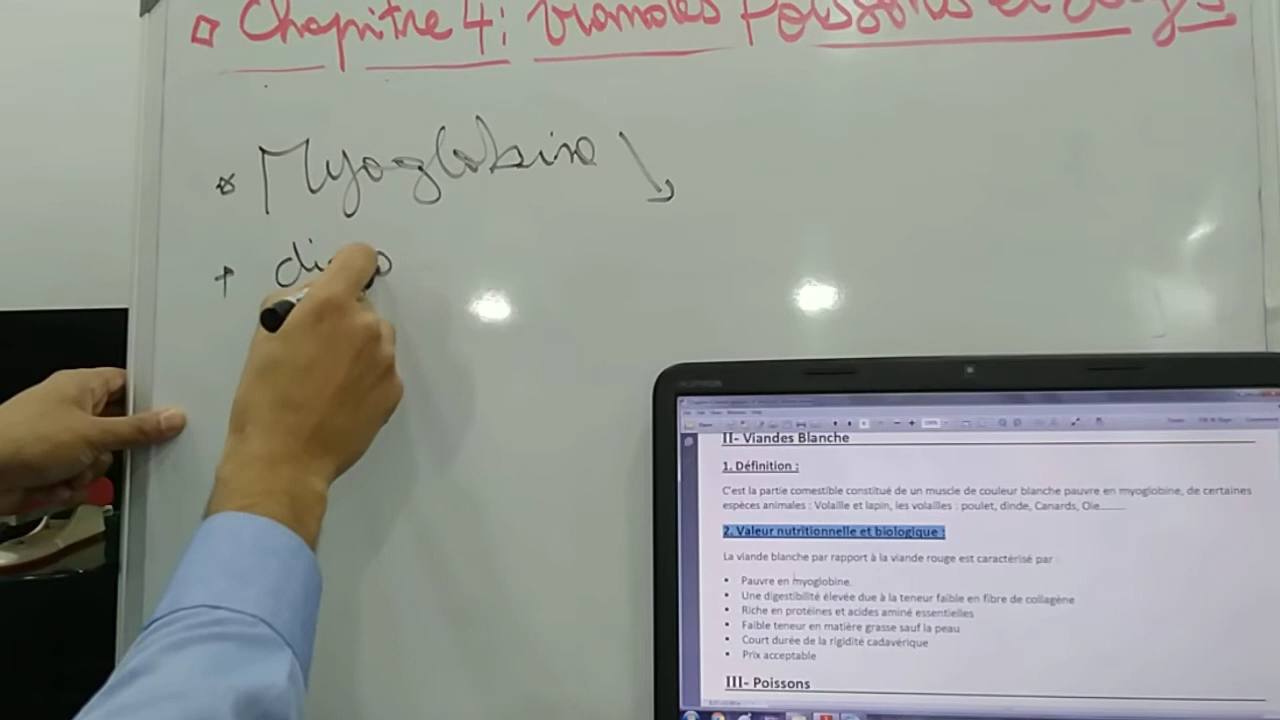 Chapitre 4: Viandes Poissons et
* Myoglobine ↘
+ di
II- Viandes Blanche
1. Définition :
C'est la partie comestible constitué de un muscle de couleur blanche pauvre en myoglobine, de certaines
espèces animales : Volaille et lapin, les volailles : poulet, dinde, Canards, Oie........
2. Valeur nutritionnelle et biologique :
La viande blanche par rapport à la viande rouge est caractérisé par
• Pauvre en myoglobine.
• Une digestibilité élevée due à la teneur faible en fibre de collagène
• Riche en protéines et acides aminé essentielles
• Faible teneur en matière grasse sauf la peau
• Court durée de la rigidité cadavérique
• Prix acceptable
III- Poissons